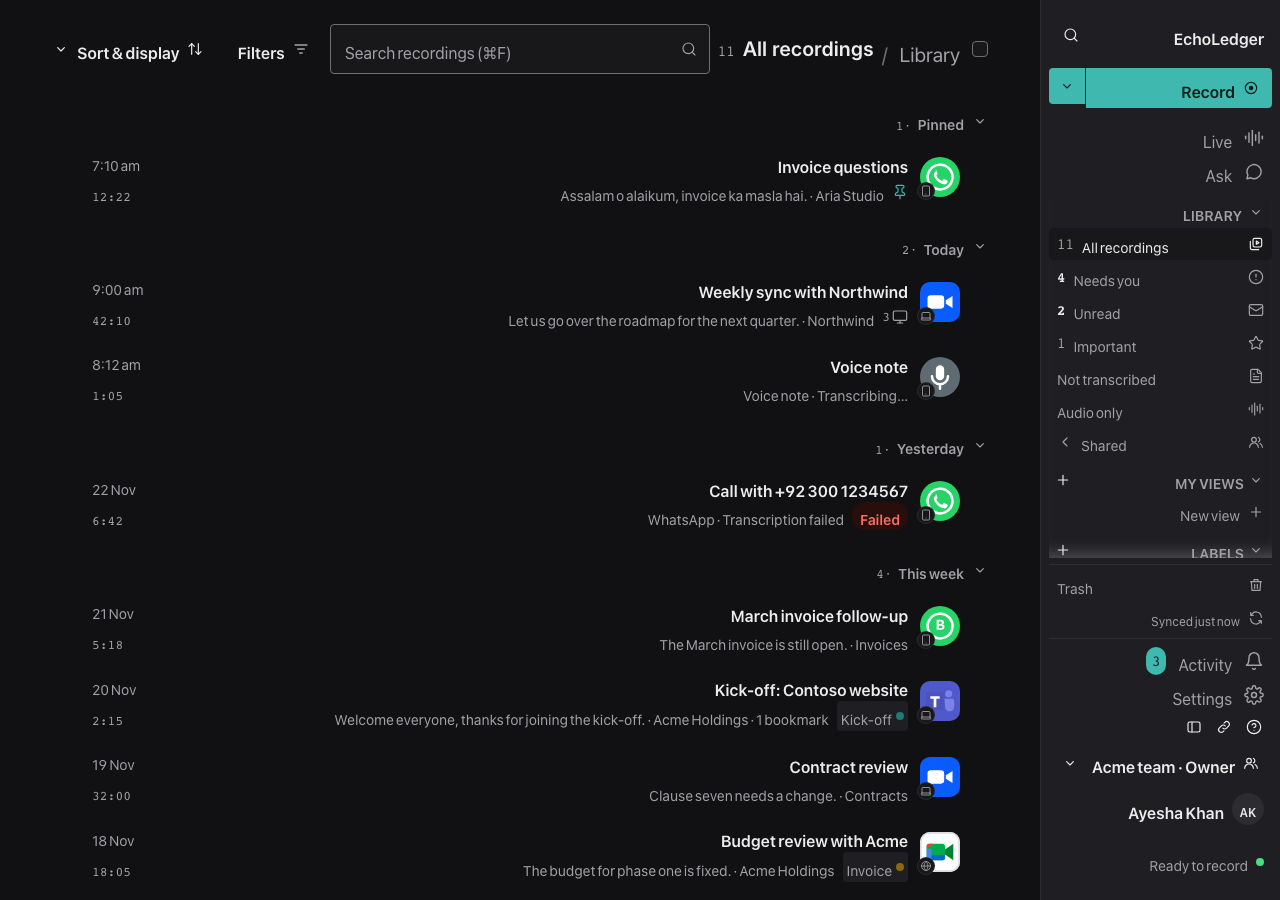 EchoLedger
Record
Live
Ask
LIBRARY
All recordings 11
Needs you 4
Unread 2
Important 1
Not transcribed
Audio only
Shared
MY VIEWS
New view
LABELS
Trash
Synced just now
Activity 3
Settings
Acme team · Owner
AK Ayesha Khan
Ready to record
Library / All recordings 11
Search recordings (⌘F)
Filters
Sort & display
Pinned · 1
Invoice questions
7:10 am
Assalam o alaikum, invoice ka masla hai. · Aria Studio
12:22
Today · 2
Weekly sync with Northwind
9:00 am
3 Let us go over the roadmap for the next quarter. · Northwind
42:10
Voice note
8:12 am
Voice note · Transcribing…
1:05
Yesterday · 1
Call with +92 300 1234567
22 Nov
Failed WhatsApp · Transcription failed
6:42
This week · 4
B
March invoice follow-up
21 Nov
The March invoice is still open. · Invoices
5:18
T
Kick-off: Contoso website
20 Nov
Kick-off Welcome everyone, thanks for joining the kick-off. · Acme Holdings · 1 bookmark
2:15
Contract review
19 Nov
Clause seven needs a change. · Contracts
32:00
Budget review with Acme
18 Nov
Invoice The budget for phase one is fixed. · Acme Holdings
18:05